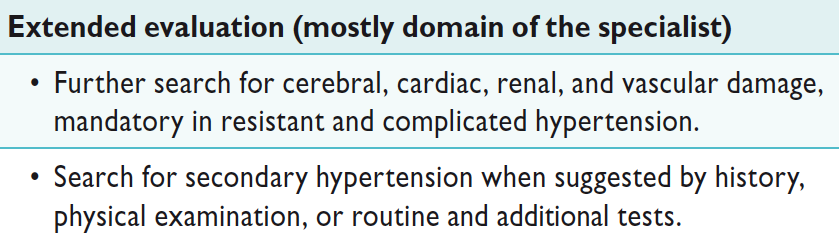 Extended evaluation (mostly domain of the specialist)
• Further search for cerebral, cardiac, renal, and vascular damage,
mandatory in resistant and complicated hypertension.
• Search for secondary hypertension when suggested by history,
physical examination, or routine and additional tests.